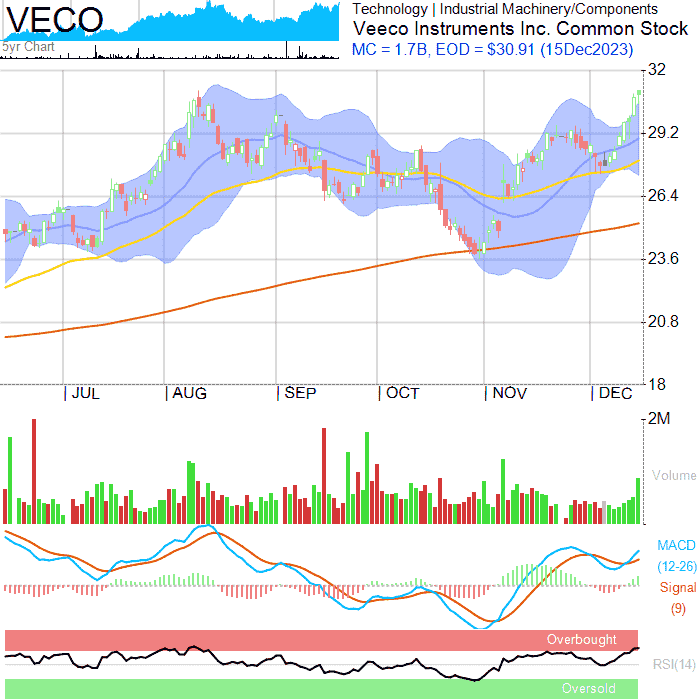 VECO
5yr Chart
Technology | Industrial Machinery/Components
Veeco Instruments Inc. Common Stock
MC = 1.7B, EOD = $30.91 (15Dec2023)
32
29.2
26.4
23.6
20.8
18
| JUL | AUG | SEP | OCT | NOV | DEC
2M
Volume
MACD
(12-26)
Signal
(9)
Overbought
RSI(14)
Oversold